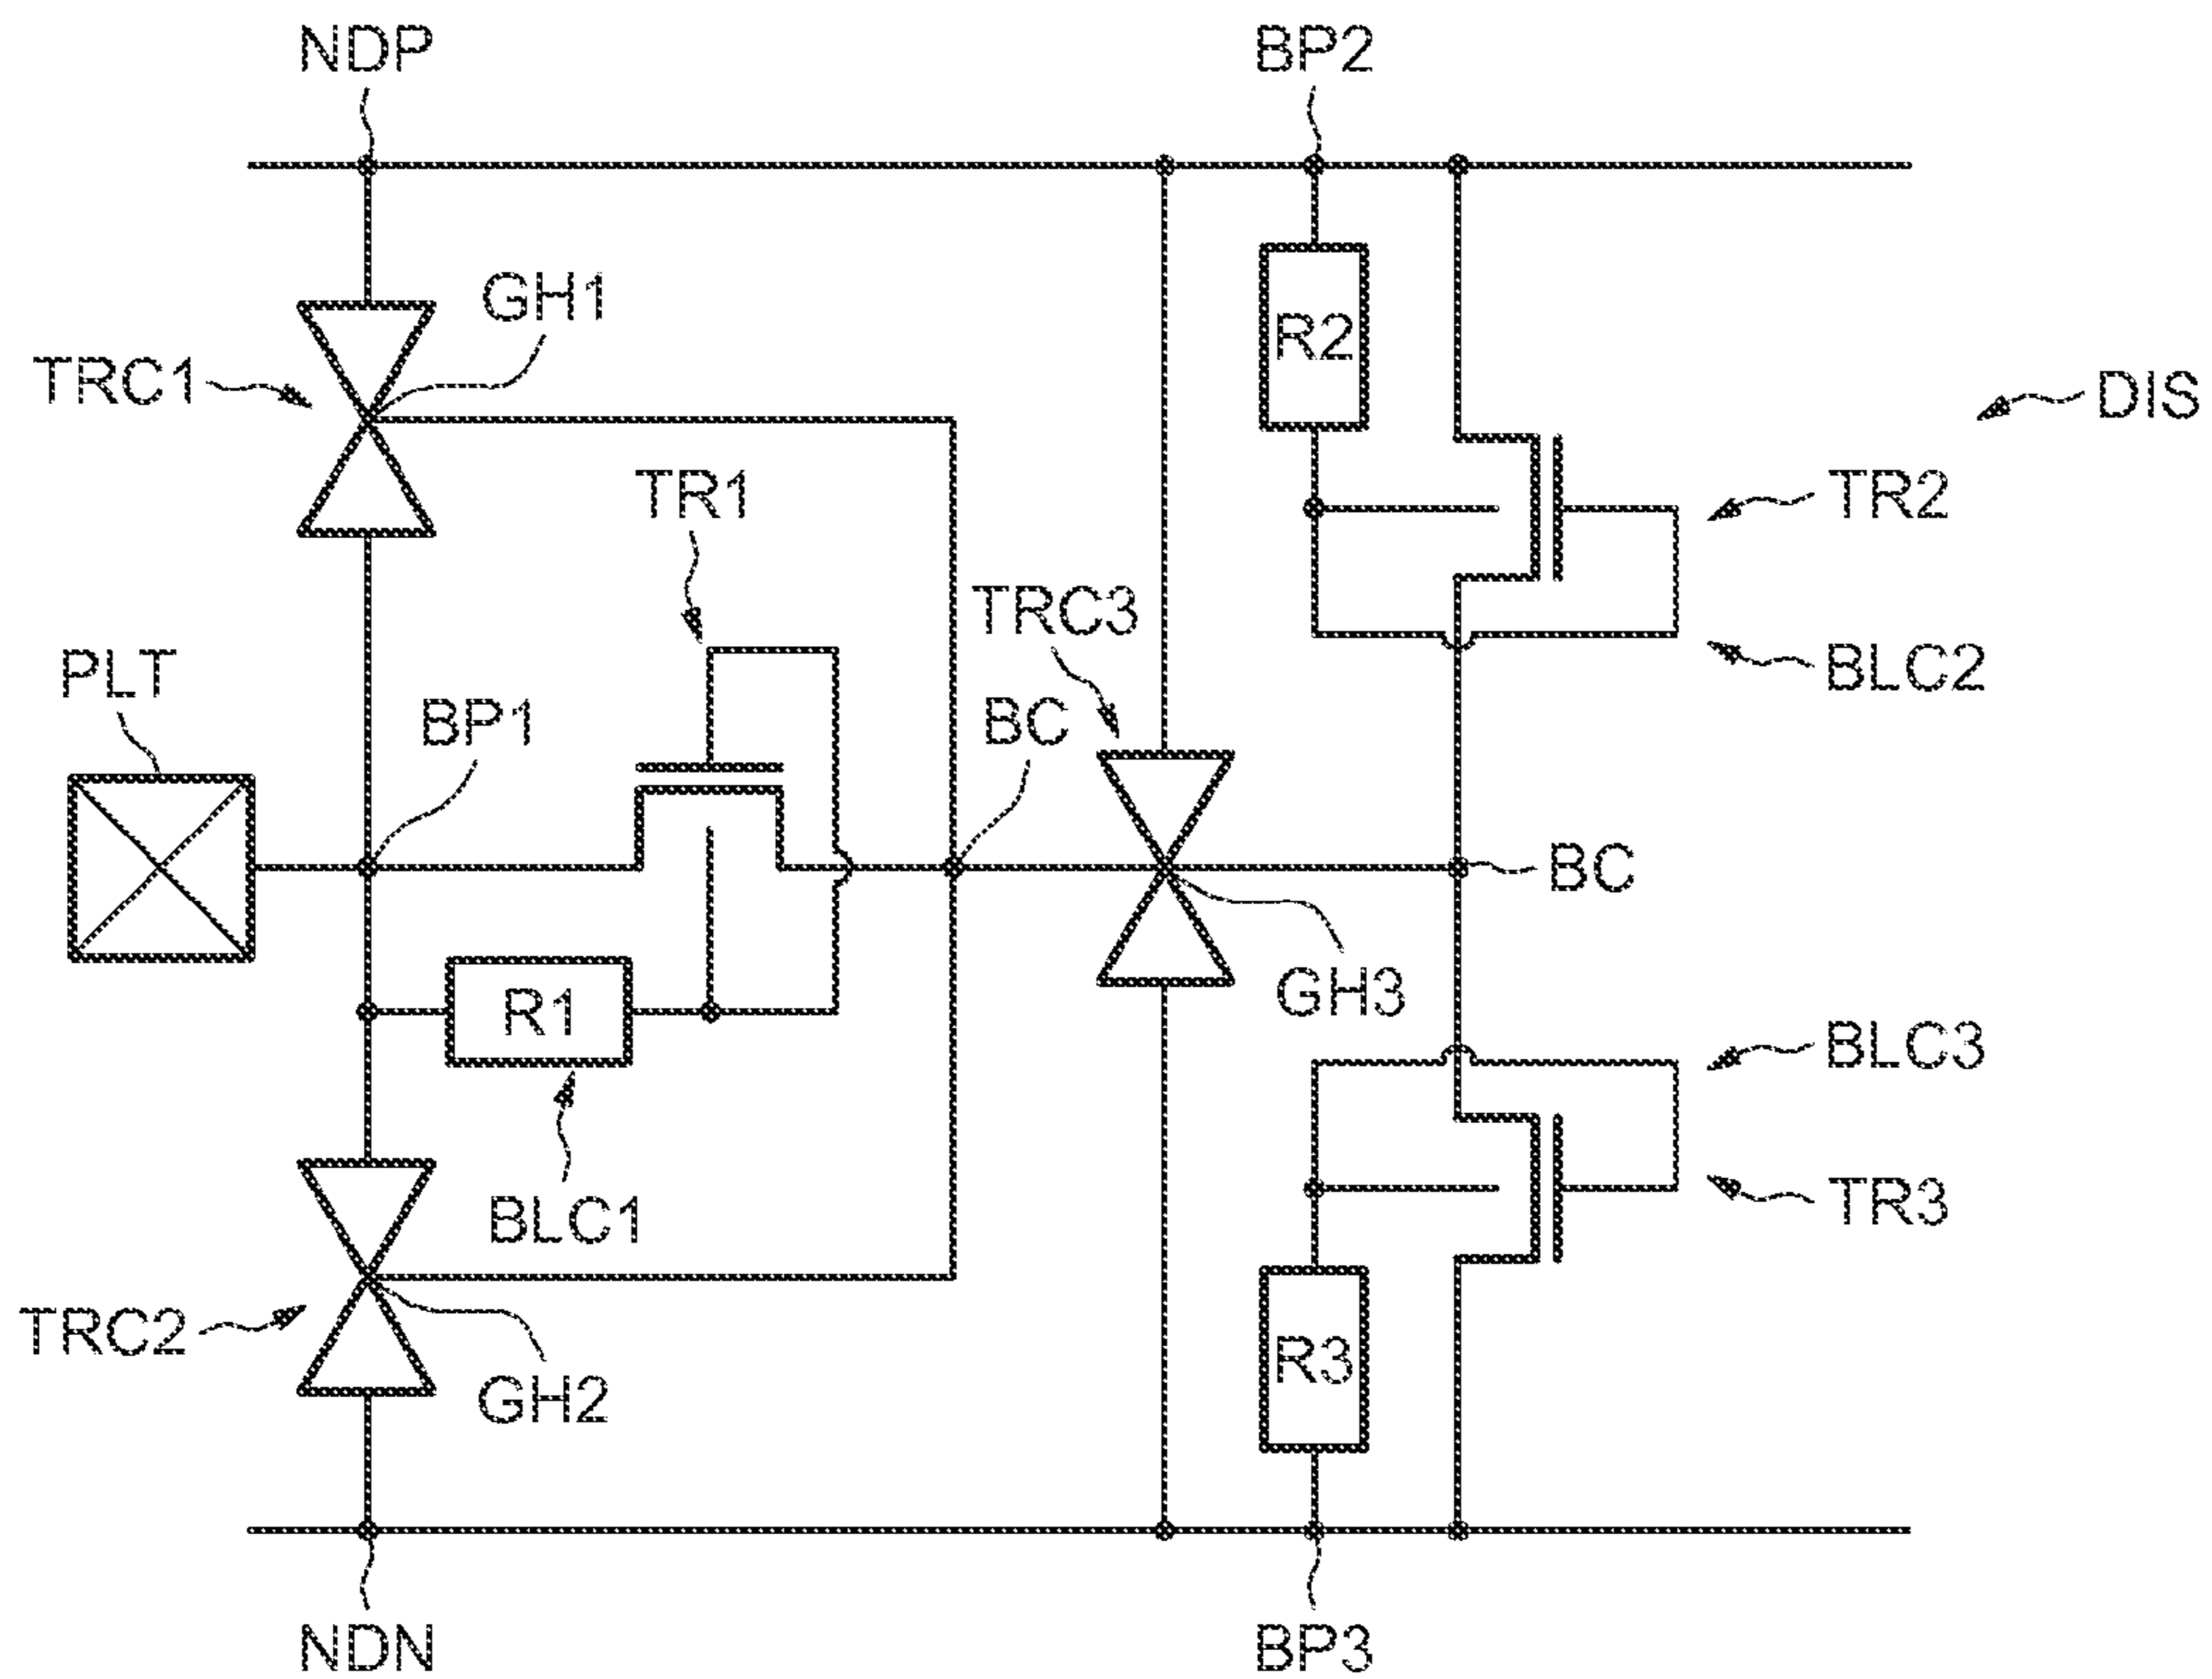 NDP
BP2
GH1
R2
TRC1
DIS
TR1
TR2
TRC3
PLT
BLC2
BP1
BC
BC
GH3
R1
BLC3
BLC1
TR3
TRC2
R3
GH2
NDN
BP3